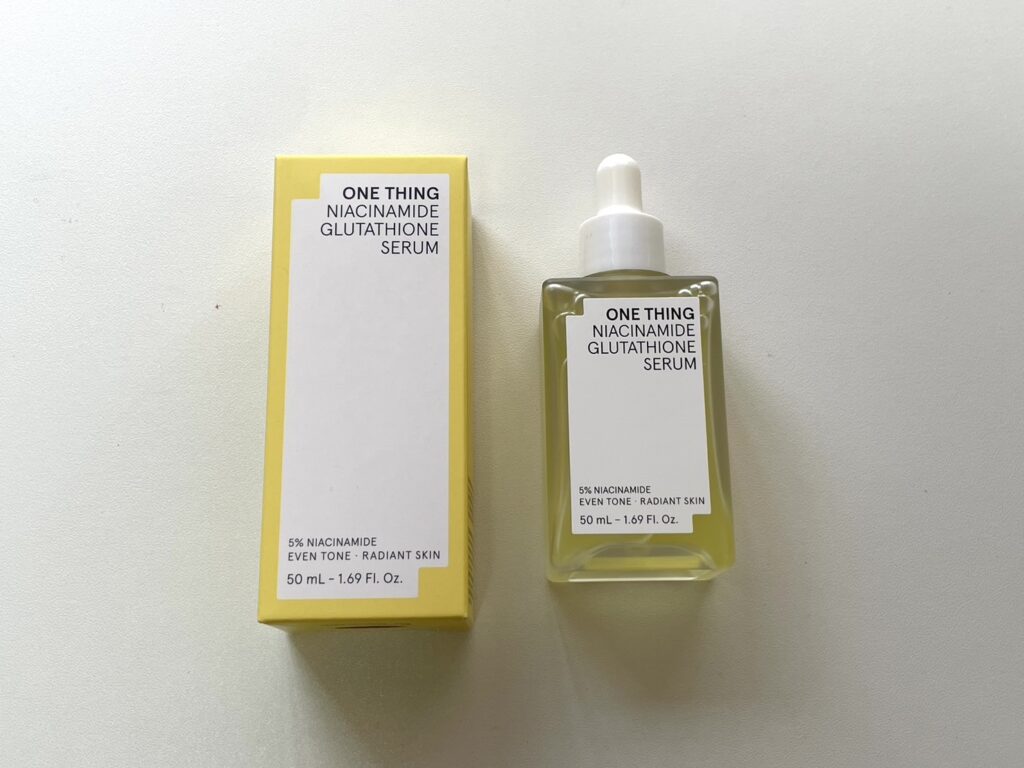 ONE THING
NIACINAMIDE
GLUTATHIONE
SERUM
5% NIACINAMIDE
EVEN TONE · RADIANT SKIN
50 mL – 1.69 Fl. Oz.
ONE THING
NIACINAMIDE
GLUTATHIONE
SERUM
5% NIACINAMIDE
EVEN TONE · RADIANT SKIN
50 mL – 1.69 Fl. Oz.